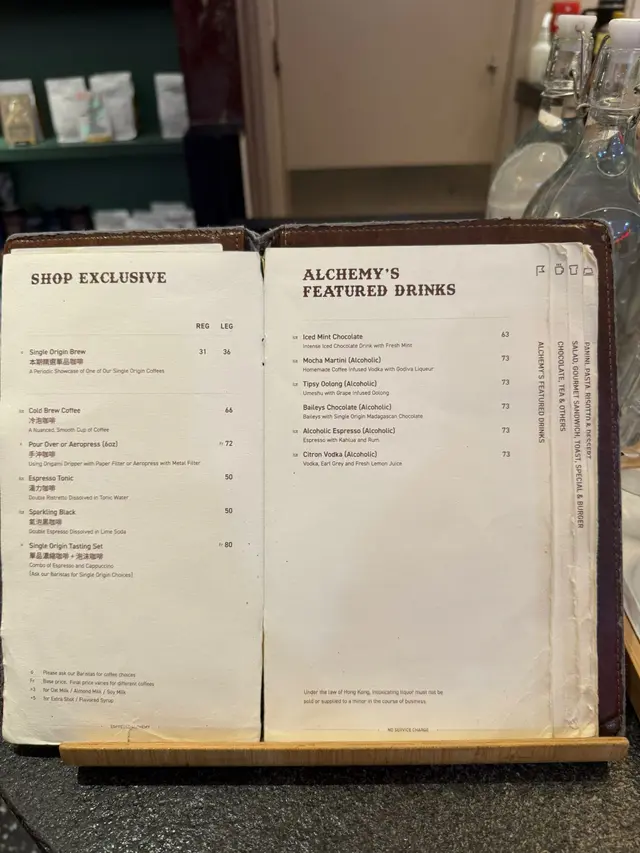 SHOP EXCLUSIVE
REG LEG
Single Origin Brew 31 36
本期精選單品咖啡
A Periodic Showcase of One of Our Single Origin Coffees
Cold Brew Coffee 66
冷泡咖啡
A Nuanced, Smooth Cup of Coffee
Pour Over or Aeropress (6oz) Fr 72
手沖咖啡
Using Origami Dripper with Paper Filter or Aeropress with Metal Filter
Espresso Tonic 50
湯力咖啡
Double Ristretto Dissolved in Tonic Water
Sparkling Black 50
氣泡黑咖啡
Double Espresso Dissolved in Lime Soda
Single Origin Tasting Set Fr 80
單品濃縮咖啡 + 泡沫咖啡
Combo of Espresso and Cappuccino
(Ask our Baristas for Single Origin Choices)
Please ask our Baristas for coffee choices
Fr Base price. Final price varies for different coffees
+3 for Oat Milk / Almond Milk / Soy Milk
+5 for Extra Shot / Flavored Syrup
ALCHEMY'S
FEATURED DRINKS
Iced Mint Chocolate 63
Intense Iced Chocolate Drink with Fresh Mint
Mocha Martini (Alcoholic) 73
Homemade Coffee Infused Vodka with Godiva Liqueur
Tipsy Oolong (Alcoholic) 73
Umeshu with Grape Infused Oolong
Baileys Chocolate (Alcoholic) 73
Baileys with Single Origin Madagascan Chocolate
Alcoholic Espresso (Alcoholic) 73
Espresso with Kahlua and Rum
Citron Vodka (Alcoholic) 73
Vodka, Earl Grey and Fresh Lemon Juice
Under the law of Hong Kong, intoxicating liquor must not be
sold or supplied to a minor in the course of business.
NO SERVICE CHARGE
ALCHEMY'S FEATURED DRINKS
CHOCOLATE, TEA & OTHERS
SALAD, GOURMET SANDWICH, TOAST, SPECIAL & BURGER
PANINI, PASTA, RISOTTO & DESSERT